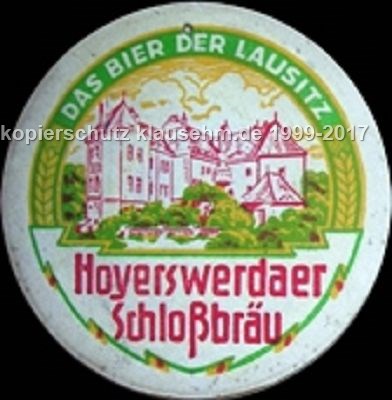 DAS BIER DER LAUSITZ
kopierschutz klausehm.de 1999-2017
Hoyerswerdaer
Schloßbräu